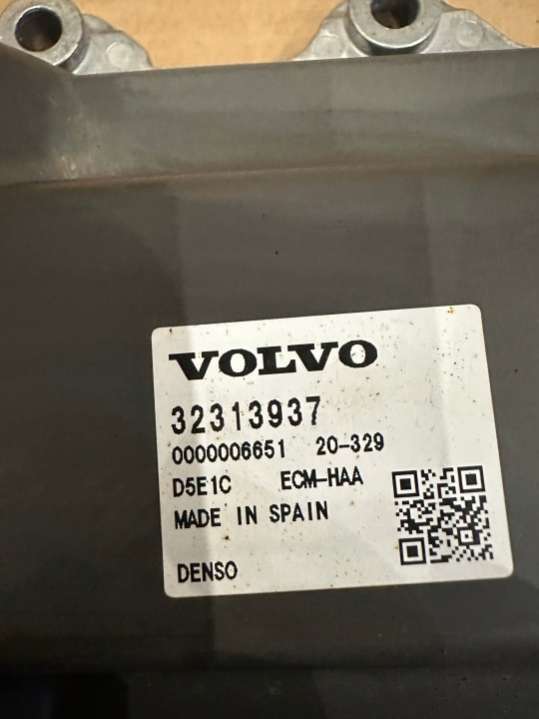 VOLVO
32313937
0000006651 20-329
D5E1C ECM-HAA
MADE IN SPAIN
DENSO